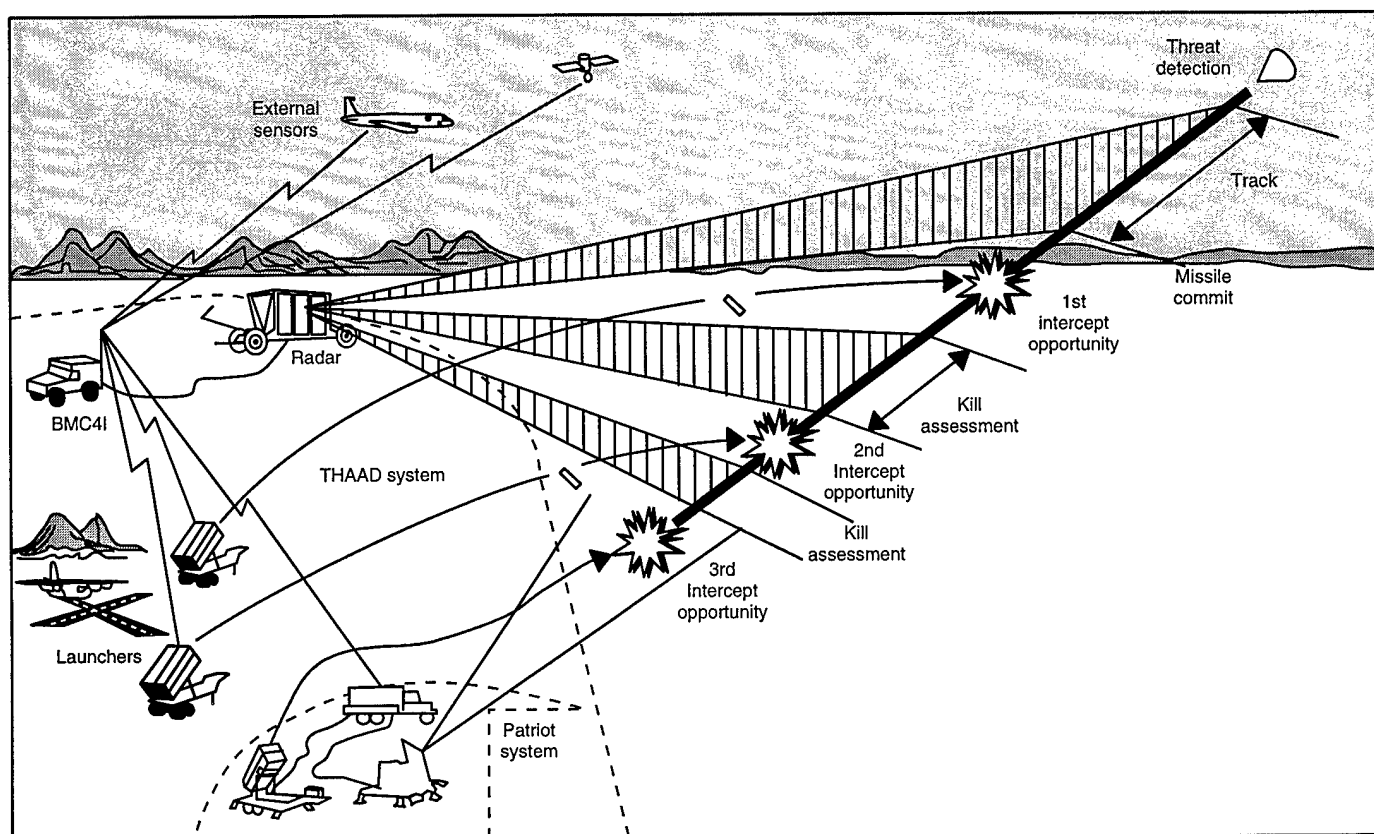 Threat
detection
External
sensors
Track
Missile
commit
1st
intercept
opportunity
Radar
BMC4I
Kill
assessment
THAAD system
2nd
Intercept
opportunity
Kill
assessment
3rd
Intercept
opportunity
Launchers
Patriot
system